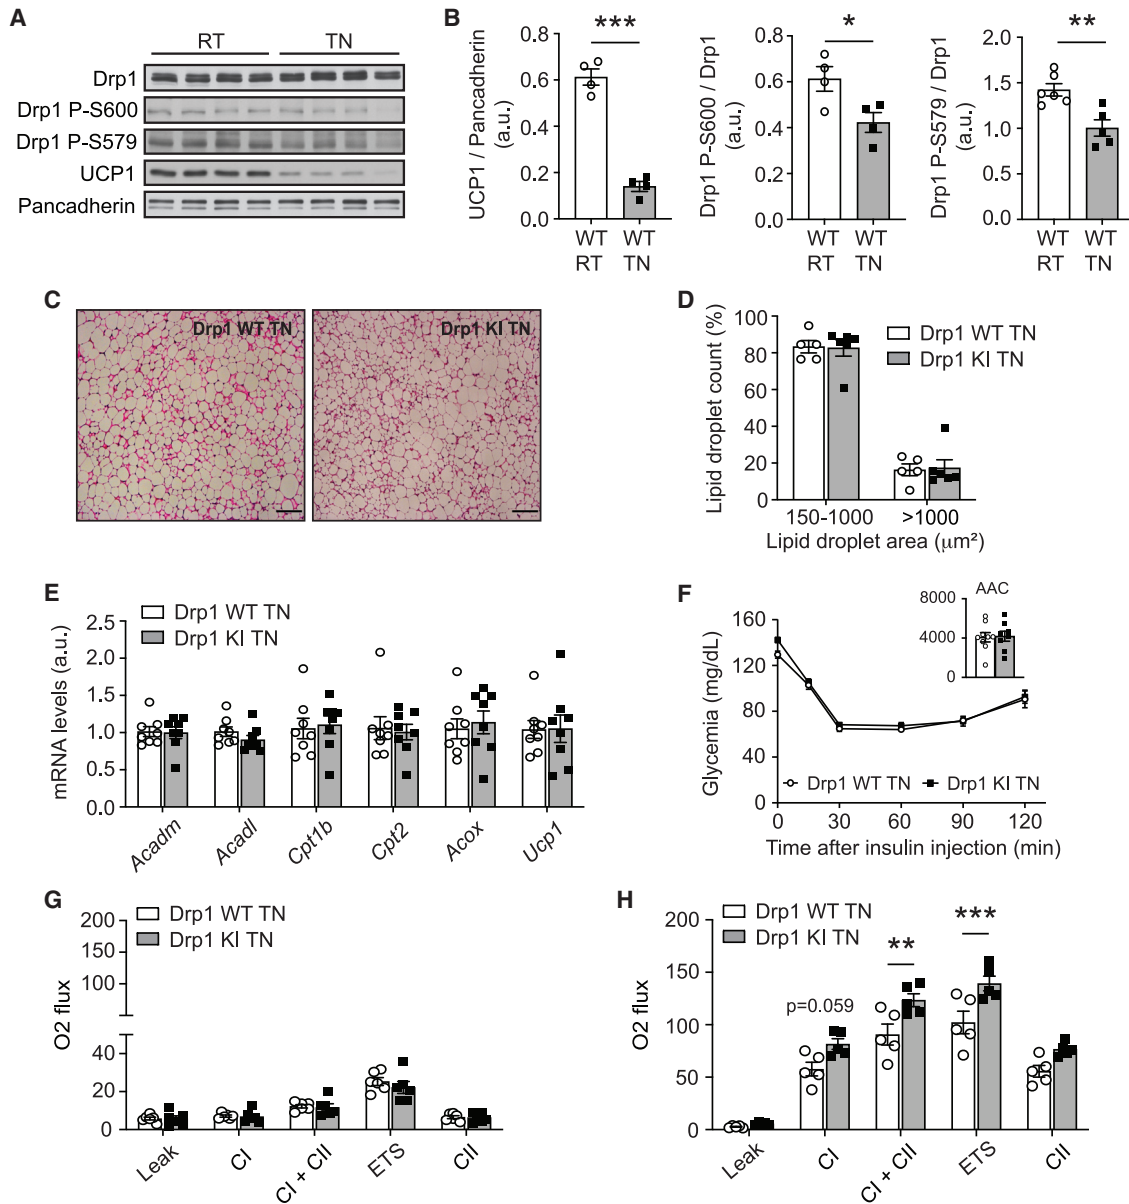 A
RT TN
Drp1
Drp1 P-S600
Drp1 P-S579
UCP1
Pancadherin
B
UCP1 / Pancadherin
(a.u.)
0.8
0.6
0.4
0.2
0.0
***
WT WT
RT TN
Drp1 P-S600 / Drp1
(a.u.)
0.8
0.6
0.4
0.2
0.0
*
WT WT
RT TN
Drp1 P-S579 / Drp1
(a.u.)
2.0
1.5
1.0
0.5
0.0
**
WT WT
RT TN
C
Drp1 WT TN
Drp1 KI TN
D
Lipid droplet count (%)
100
80
60
40
20
0
Drp1 WT TN
Drp1 KI TN
150-1000 >1000
Lipid droplet area (μm²)
E
Drp1 WT TN
Drp1 KI TN
mRNA levels (a.u.)
2.5
2.0
1.5
1.0
0.5
0.0
Acadm Acadl Cpt1b Cpt2 Acox Ucp1
F
Glycemia (mg/dL)
160
120
80
40
0
AAC
8000
4000
0
Drp1 WT TN Drp1 KI TN
0 30 60 90 120
Time after insulin injection (min)
G
Drp1 WT TN
Drp1 KI TN
O2 flux
200
150
100
40
20
0
Leak CI CI + CII ETS CII
H
Drp1 WT TN
Drp1 KI TN
O2 flux
200
150
100
50
0
p=0.059
**
***
Leak CI CI + CII ETS CII